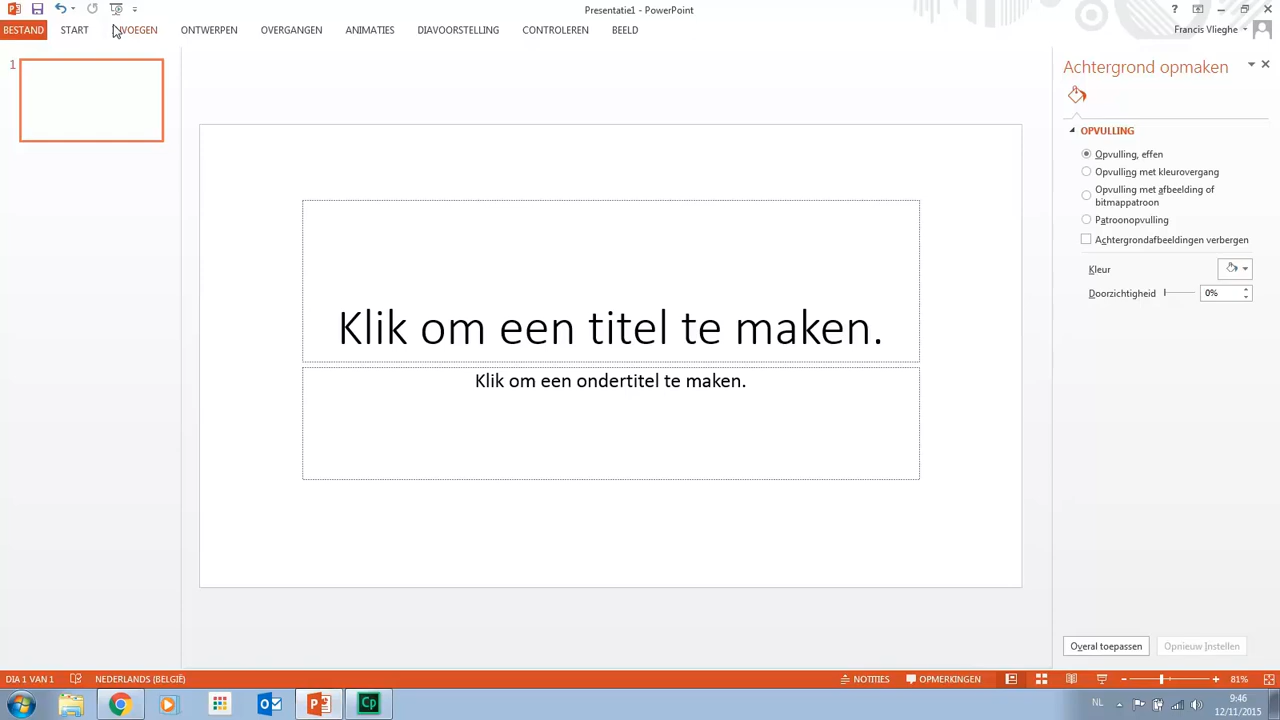 Presentatie1 - PowerPoint
BESTAND START INVOEGEN ONTWERPEN OVERGANGEN ANIMATIES DIAVOORSTELLING CONTROLEREN BEELD
Francis Vlieghe
1
Klik om een titel te maken.
Klik om een ondertitel te maken.
Achtergrond opmaken
OPVULLING
Opvulling, effen
Opvulling met kleurovergang
Opvulling met afbeelding of
bitmappatroon
Patroonopvulling
Achtergrondafbeeldingen verbergen
Kleur
Doorzichtigheid 0%
Overal toepassen Opnieuw Instellen
DIA 1 VAN 1 NEDERLANDS (BELGIË) NOTITIES OPMERKINGEN 81%
NL 9:46
12/11/2015